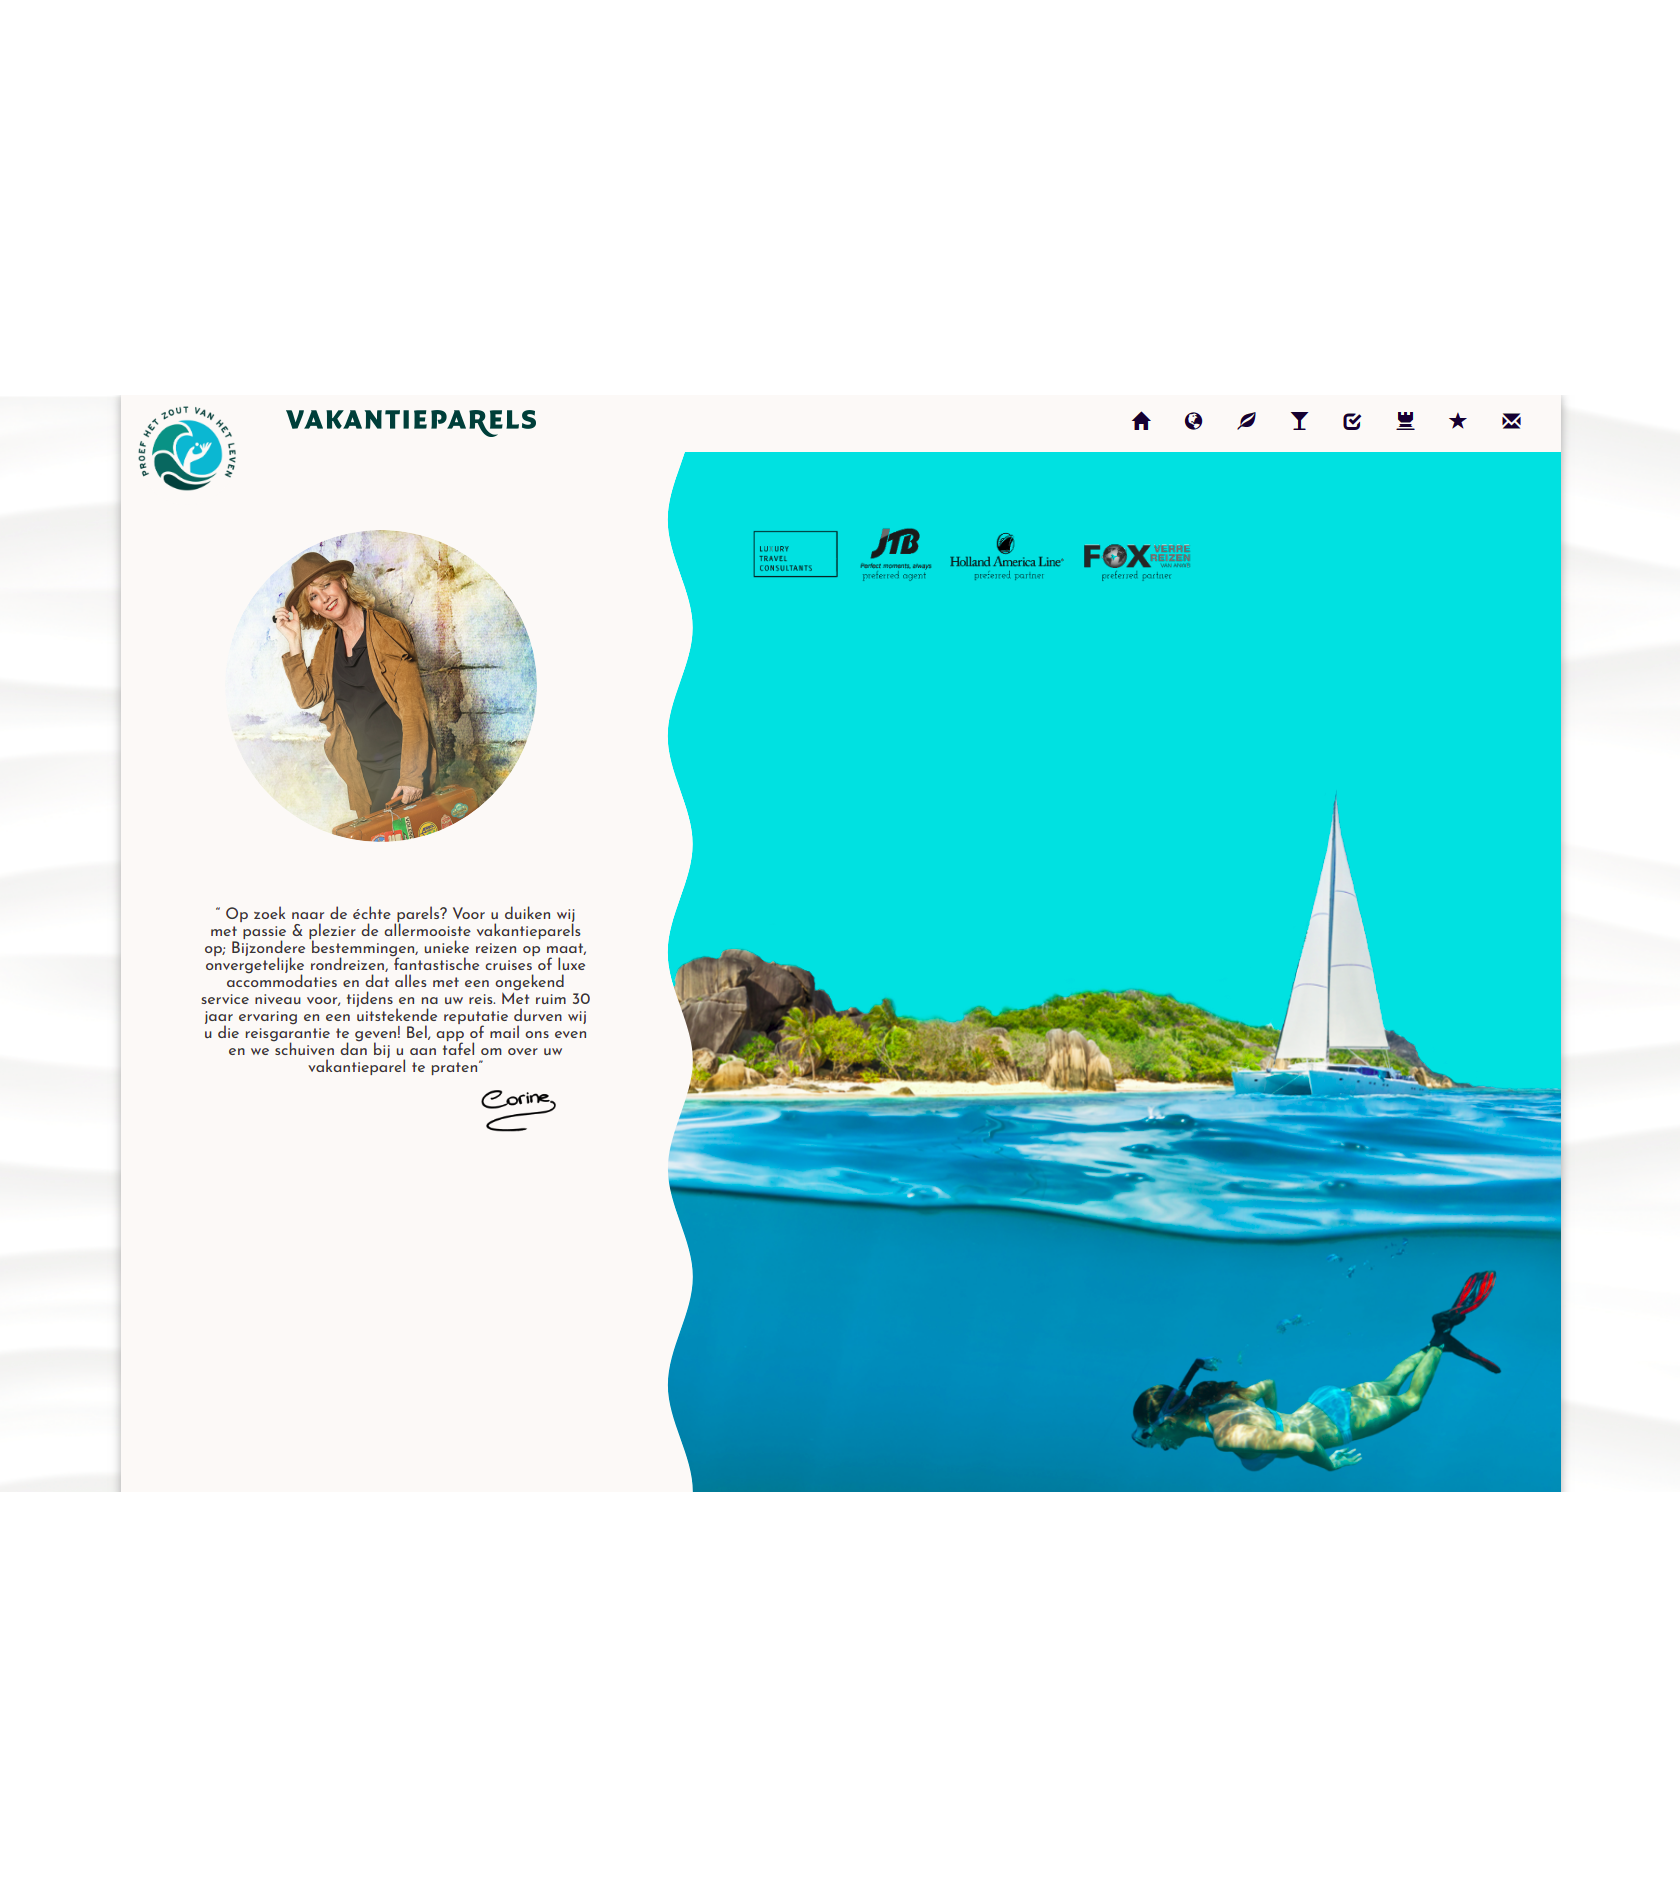 PROEF HET ZOUT VAN HET LEVEN
VAKANTIEPARELS
LUXURY
TRAVEL
CONSULTANTS
JTB
Perfect moments, always
preferred agent
Holland America Line
preferred partner
FOX VERRE
REIZEN
VAN ANWB
preferred partner
“ Op zoek naar de échte parels? Voor u duiken wij
met passie & plezier de allermooiste vakantieparels
op; Bijzondere bestemmingen, unieke reizen op maat,
onvergetelijke rondreizen, fantastische cruises of luxe
accommodaties en dat alles met een ongekend
service niveau voor, tijdens en na uw reis. Met ruim 30
jaar ervaring en een uitstekende reputatie durven wij
u die reisgarantie te geven! Bel, app of mail ons even
en we schuiven dan bij u aan tafel om over uw
vakantieparel te praten”
Corine